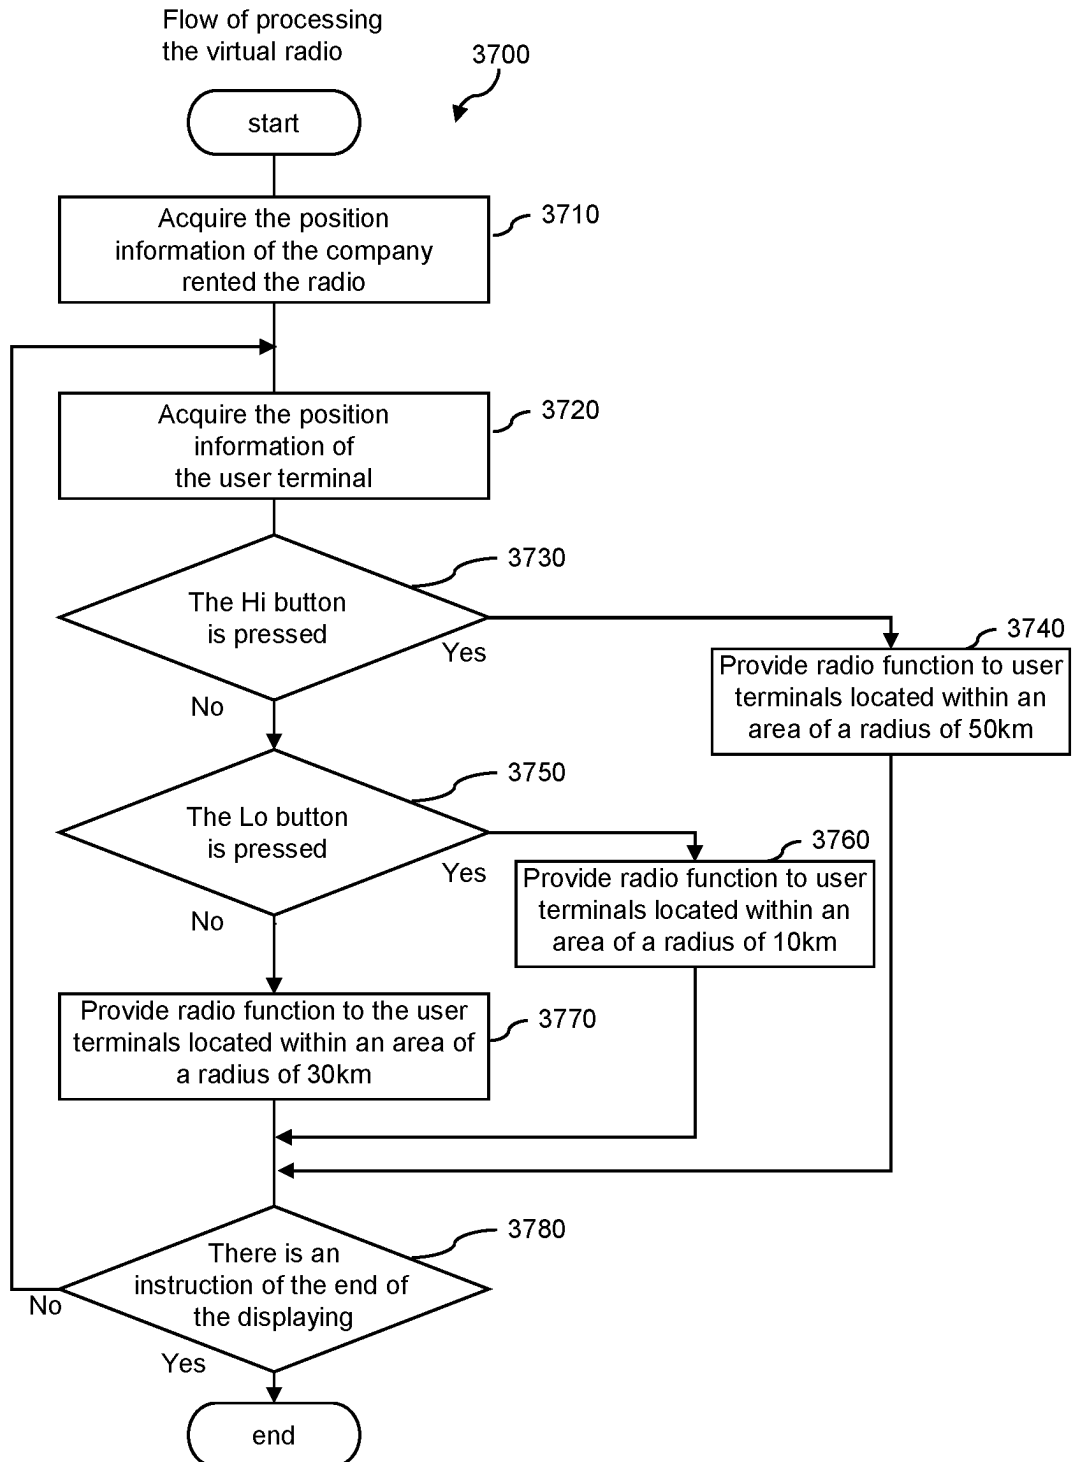 Flow of processing
the virtual radio
3700
start
Acquire the position
information of the company
rented the radio
3710
Acquire the position
information of
the user terminal
3720
3730
The Hi button
is pressed
Yes
No
3740
Provide radio function to user
terminals located within an
area of a radius of 50km
3750
The Lo button
is pressed
Yes
No
3760
Provide radio function to user
terminals located within an
area of a radius of 10km
Provide radio function to the user
terminals located within an area of
a radius of 30km
3770
3780
There is an
instruction of the end of
the displaying
No
Yes
end